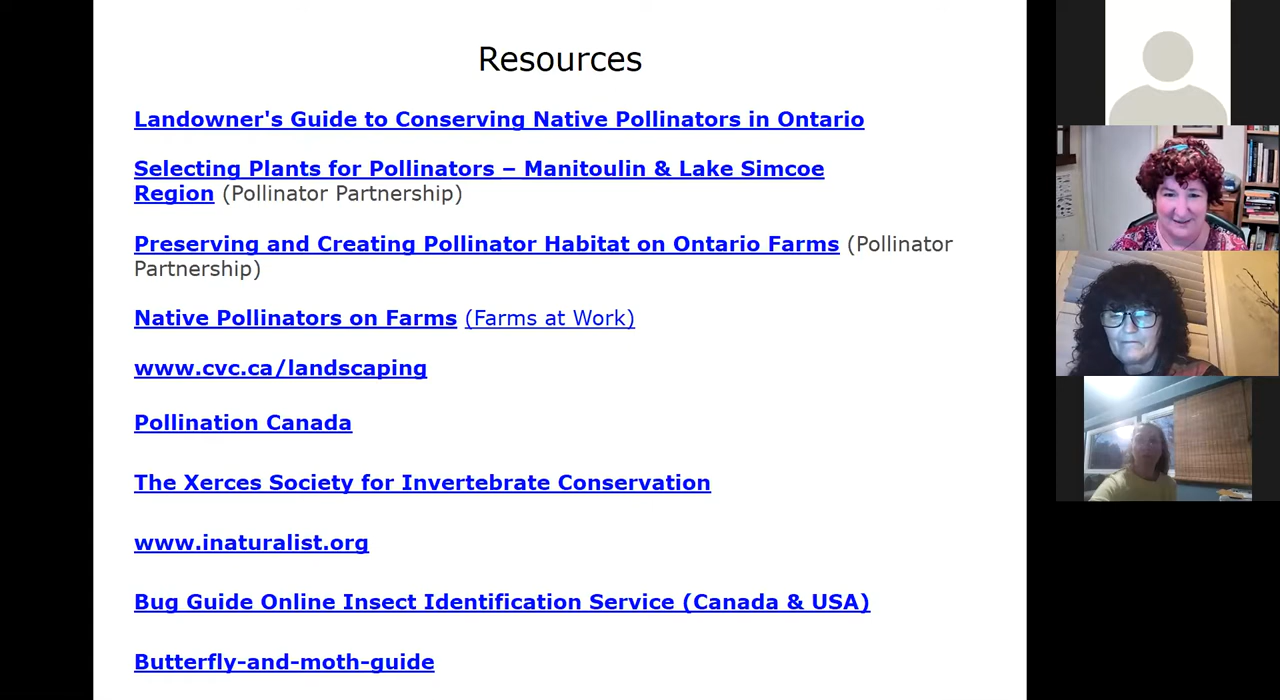 Resources
Landowner's Guide to Conserving Native Pollinators in Ontario
Selecting Plants for Pollinators – Manitoulin & Lake Simcoe
Region (Pollinator Partnership)
Preserving and Creating Pollinator Habitat on Ontario Farms (Pollinator
Partnership)
Native Pollinators on Farms (Farms at Work)
www.cvc.ca/landscaping
Pollination Canada
The Xerces Society for Invertebrate Conservation
www.inaturalist.org
Bug Guide Online Insect Identification Service (Canada & USA)
Butterfly-and-moth-guide